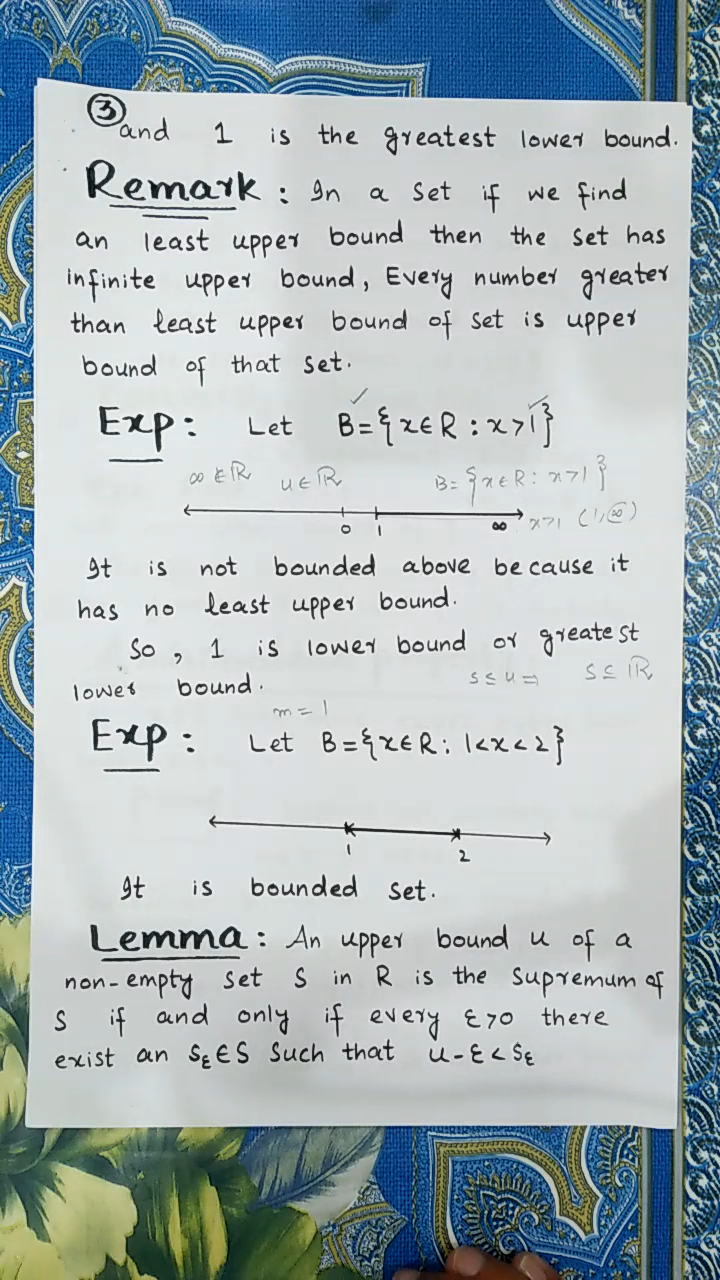 ③
and 1 is the greatest lower bound.
Remark : In a set if we find
an least upper bound then the set has
infinite upper bound, Every number greater
than least upper bound of set is upper
bound of that set.
Exp : Let B={x∈R : x>1}
∞ ∉ ℝ u∈ℝ B= {x∈R : x>1}
0 1 ∞ x>1 (1,∞)
It is not bounded above because it
has no least upper bound.
So, 1 is lower bound or greatest
lower bound. s≤u⇒ S⊆ℝ
m=1
Exp : Let B={x∈R : 1<x<2}
1 2
It is bounded set.
Lemma : An upper bound u of a
non-empty set S in R is the Supremum of
S if and only if every ε>0 there
exist an Sε∈S Such that u-ε<Sε